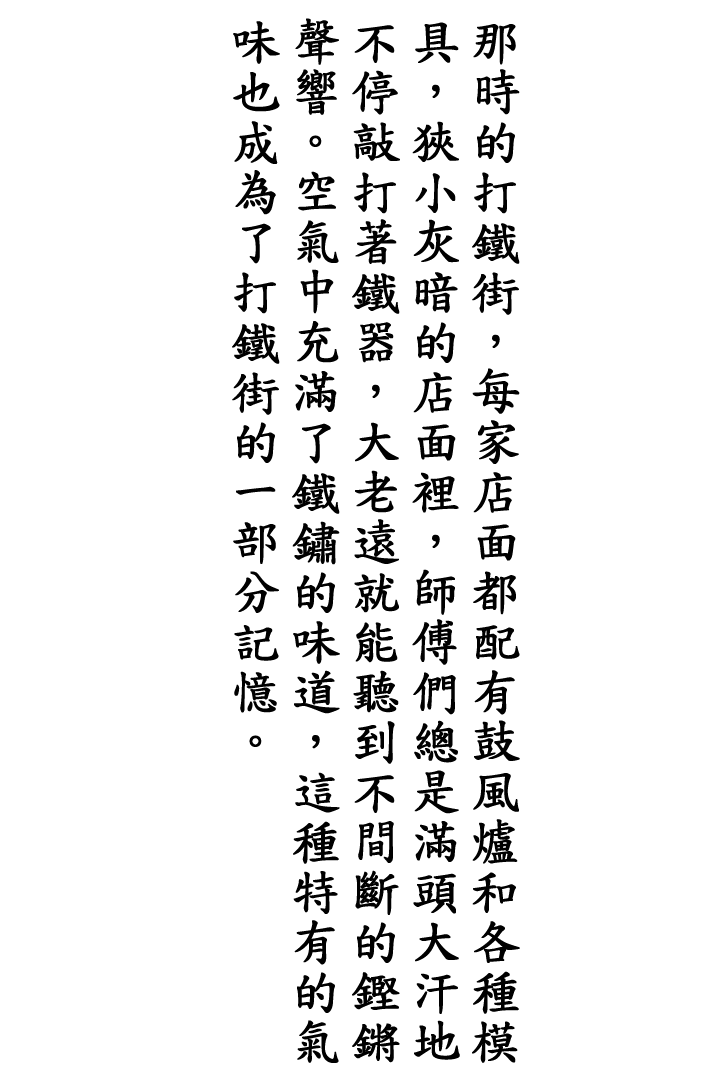 那時的打鐵街，每家店面都配有鼓風爐和各種模
具，狹小灰暗的店面裡，師傅們總是滿頭大汗地
不停敲打著鐵器，大老遠就能聽到不間斷的鏗鏘
聲響。空氣中充滿了鐵鏽的味道，這種特有的氣
味也成為了打鐵街的一部分記憶。